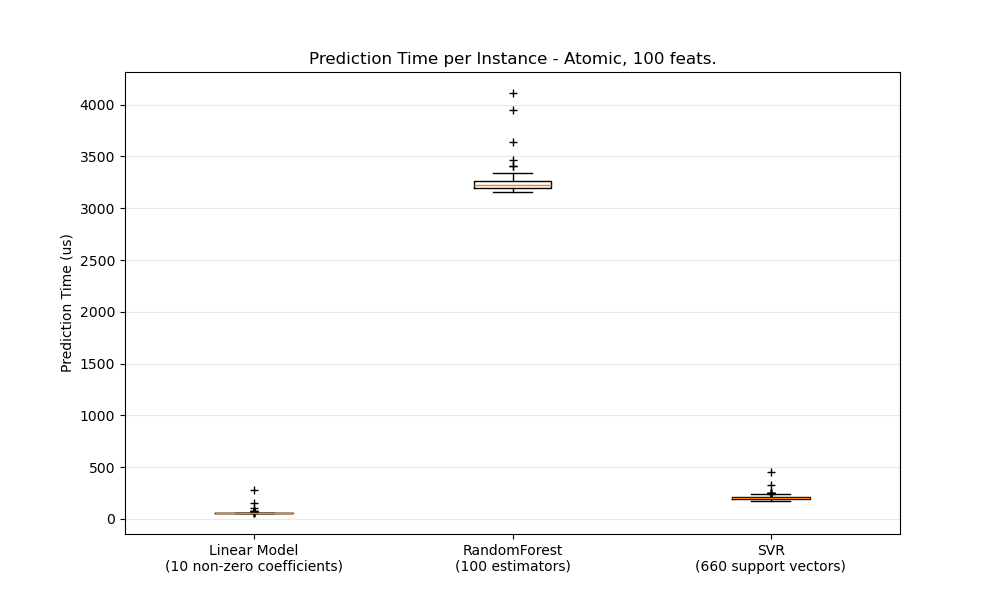 Prediction Time per Instance - Atomic, 100 feats.
Prediction Time (us)
4000
3500
3000
2500
2000
1500
1000
500
0
Linear Model
(10 non-zero coefficients)
RandomForest
(100 estimators)
SVR
(660 support vectors)